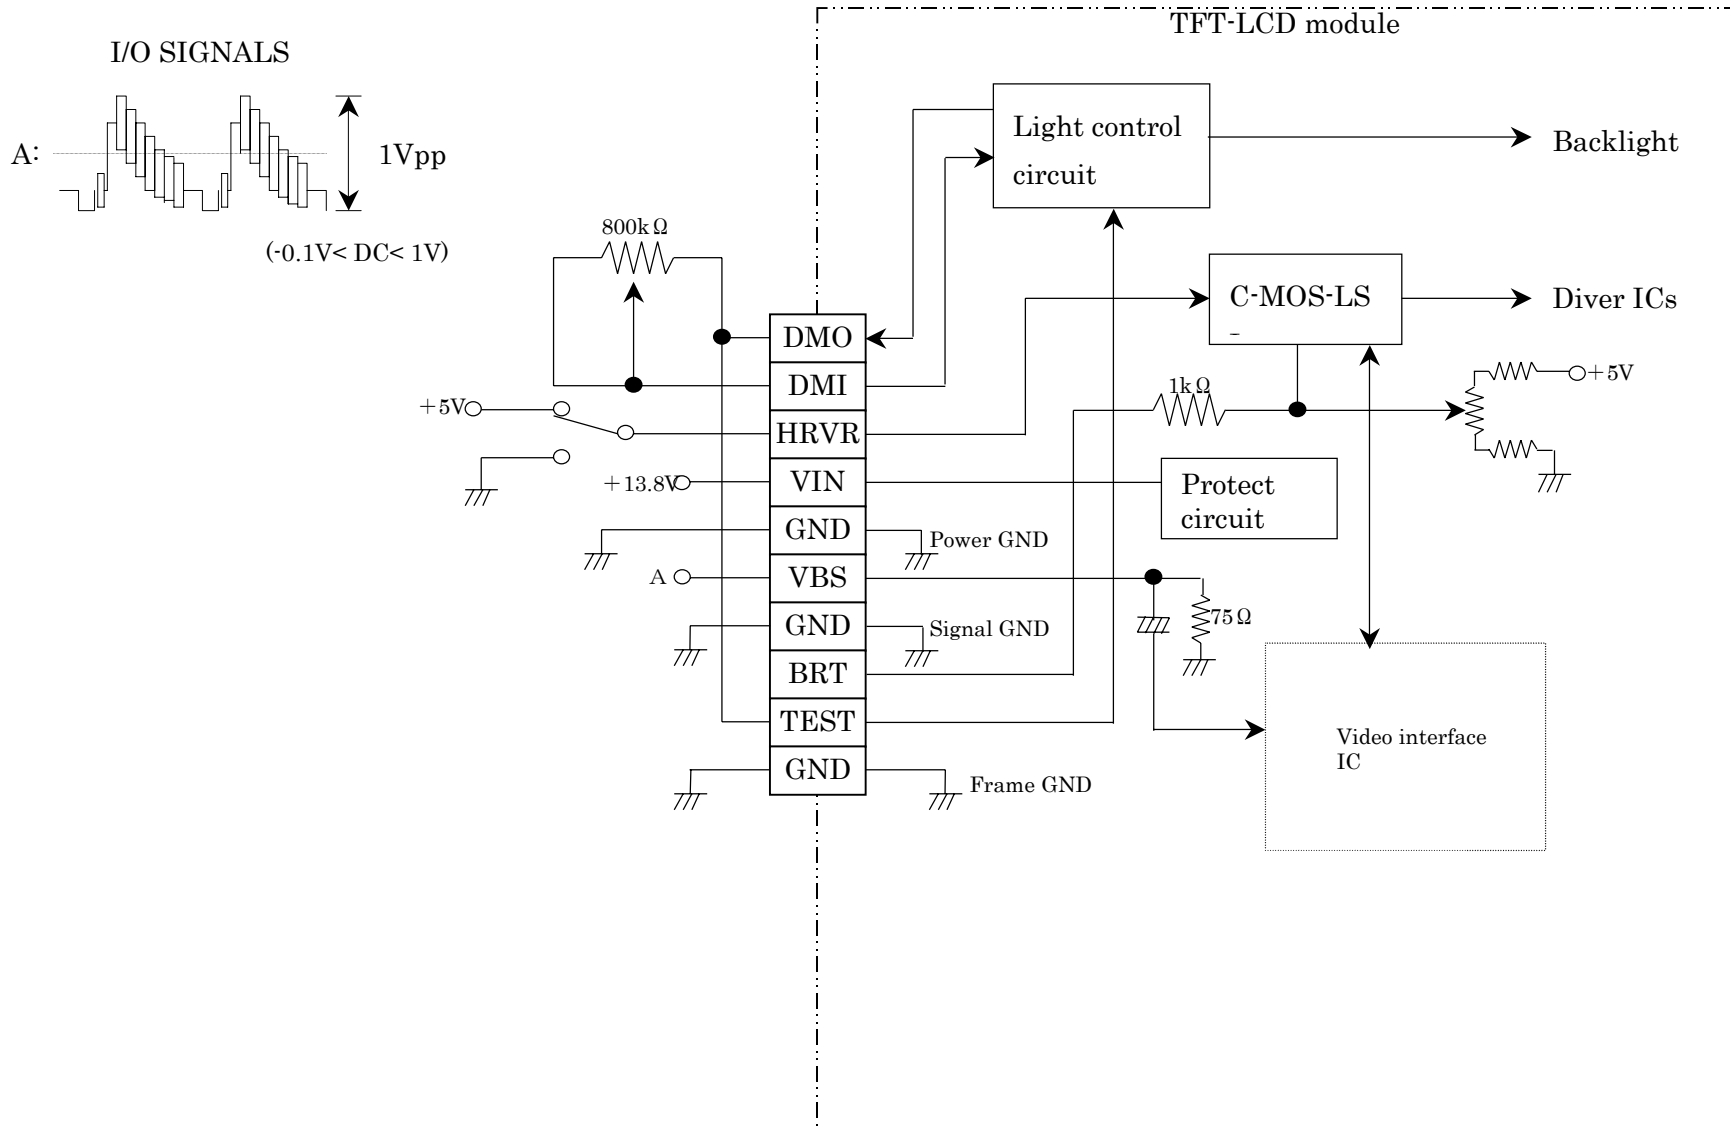 TFT-LCD module
I/O SIGNALS
A:
1Vpp
(-0.1V< DC< 1V)
Light control
circuit
Backlight
800kΩ
C-MOS-LS
Diver ICs
DMO
DMI
HRVR
VIN
GND
VBS
GND
BRT
TEST
GND
+5V
1kΩ
+5V
+13.8V
Protect
circuit
Power GND
A
75Ω
Signal GND
Video interface
IC
Frame GND